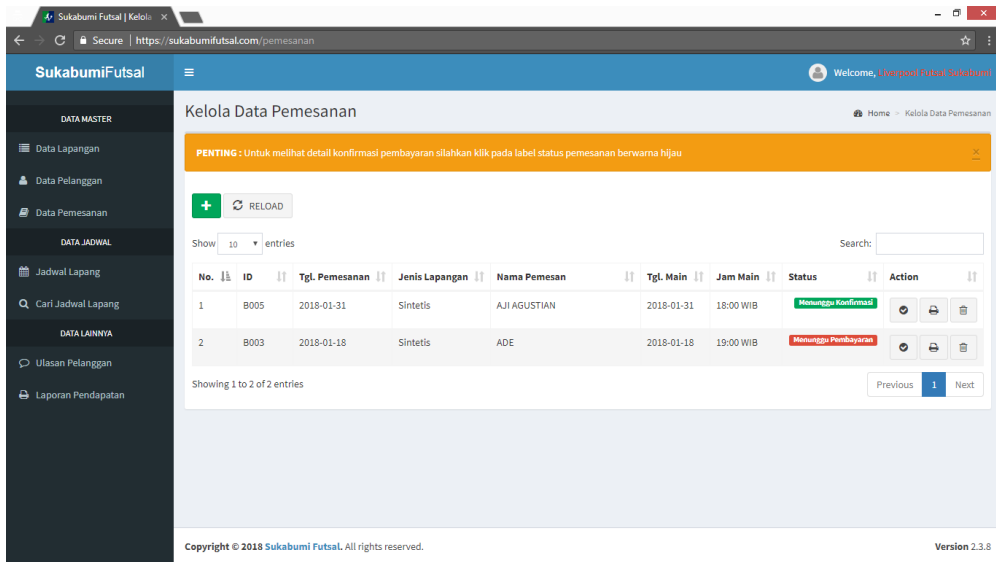 Sukabumi Futsal | Kelola
Secure | https://sukabumifutsal.com/pemesanan
SukabumiFutsal
Welcome,
DATA MASTER
Data Lapangan
Data Pelanggan
Data Pemesanan
DATA JADWAL
Jadwal Lapang
Cari Jadwal Lapang
DATA LAINNYA
Ulasan Pelanggan
Laporan Pendapatan
Kelola Data Pemesanan
Home > Kelola Data Pemesanan
PENTING : Untuk melihat detail konfirmasi pembayaran silahkan klik pada label status pemesanan berwarna hijau ×
+ RELOAD
Show 10 entries Search:
No. ID Tgl. Pemesanan Jenis Lapangan Nama Pemesan Tgl. Main Jam Main Status Action
1 B005 2018-01-31 Sintetis AJI AGUSTIAN 2018-01-31 18:00 WIB Menunggu Konfirmasi
2 B003 2018-01-18 Sintetis ADE 2018-01-18 19:00 WIB Menunggu Pembayaran
Showing 1 to 2 of 2 entries Previous 1 Next
Copyright © 2018 Sukabumi Futsal. All rights reserved. Version 2.3.8